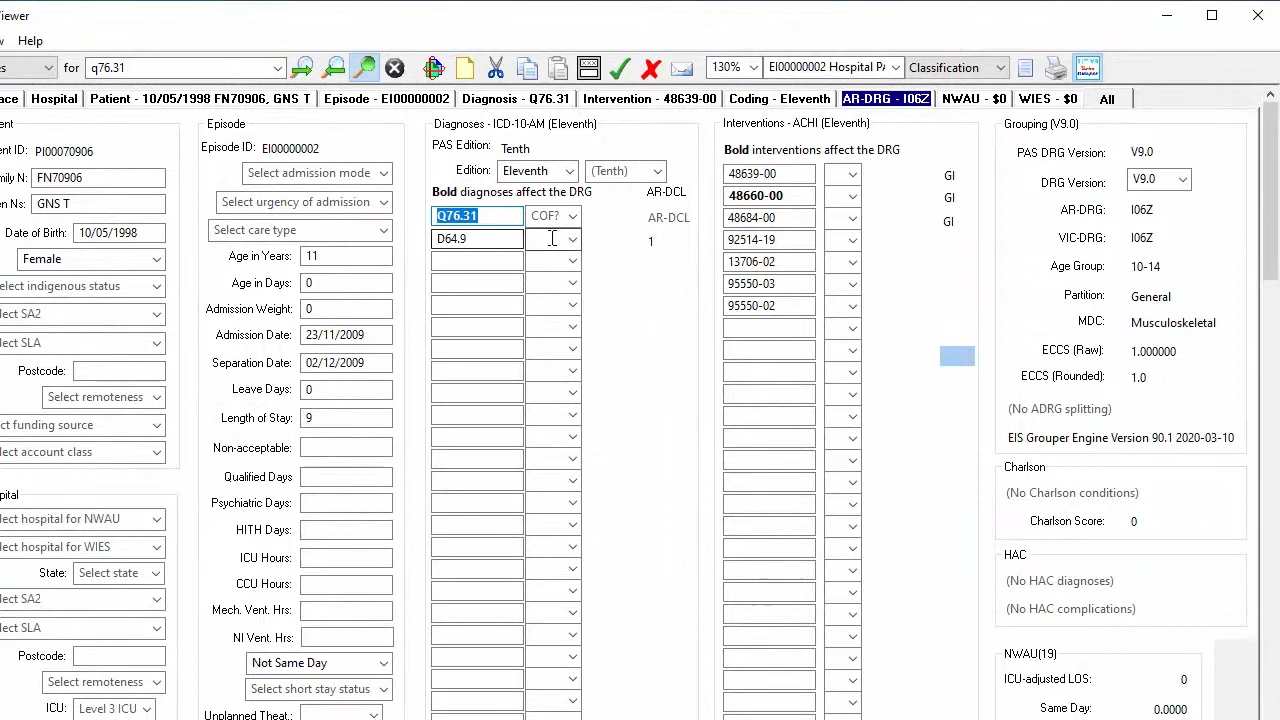 iewer
w Help
es for q76.31 130% EI00000002 Hospital PA Classification
ace Hospital Patient - 10/05/1998 FN70906, GNS T Episode - EI00000002 Diagnosis - Q76.31 Intervention - 48639-00 Coding - Eleventh AR-DRG - I06Z NWAU - $0 WIES - $0 All
ent
ent ID: PI00070906
amily N: FN70906
en Ns: GNS T
Date of Birth: 10/05/1998
Female
elect indigenous status
ect SA2
ect SLA
Postcode:
Select remoteness
ct funding source
ect account class
spital
elect hospital for NWAU
elect hospital for WIES
State: Select state
ect SA2
ect SLA
Postcode:
Select remoteness
ICU: Level 3 ICU
Episode
Episode ID: EI00000002
Select admission mode
Select urgency of admission
Select care type
Age in Years: 11
Age in Days: 0
Admission Weight: 0
Admission Date: 23/11/2009
Separation Date: 02/12/2009
Leave Days: 0
Length of Stay: 9
Non-acceptable:
Qualified Days
Psychiatric Days:
HITH Days:
ICU Hours:
CCU Hours:
Mech. Vent. Hrs:
NI Vent. Hrs:
Not Same Day
Select short stay status
Unplanned Theat.:
Diagnoses - ICD-10-AM (Eleventh)
PAS Edition: Tenth
Edition: Eleventh (Tenth)
Bold diagnoses affect the DRG AR-DCL
Q76.31 COF? AR-DCL
D64.9 1
Interventions - ACHI (Eleventh)
Bold interventions affect the DRG
48639-00 GI
48660-00 GI
48684-00 GI
92514-19
13706-02
95550-03
95550-02
Grouping (V9.0)
PAS DRG Version: V9.0
DRG Version: V9.0
AR-DRG: I06Z
VIC-DRG: I06Z
Age Group: 10-14
Partition: General
MDC: Musculoskeletal
ECCS (Raw): 1.000000
ECCS (Rounded): 1.0
(No ADRG splitting)
EIS Grouper Engine Version 90.1 2020-03-10
Charlson
(No Charlson conditions)
Charlson Score: 0
HAC
(No HAC diagnoses)
(No HAC complications)
NWAU(19)
ICU-adjusted LOS: 0
Same Day: 0.0000